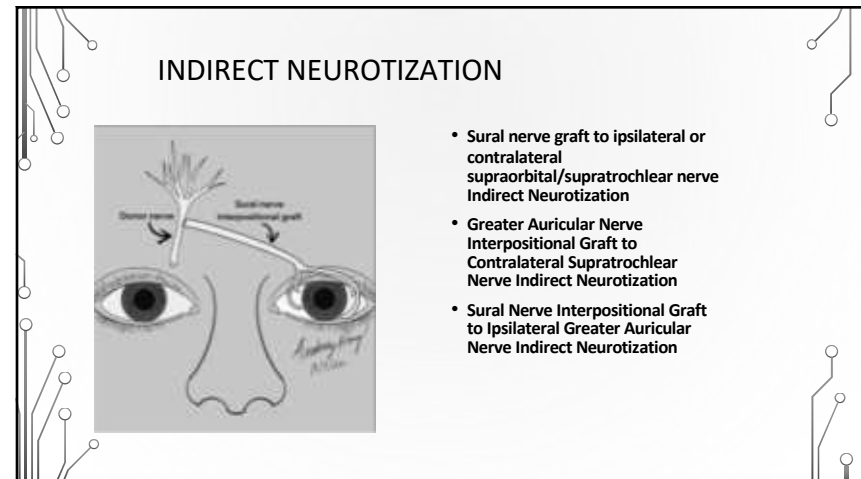 INDIRECT NEUROTIZATION
Donor nerve
Sural nerve
interpositional graft
• Sural nerve graft to ipsilateral or
contralateral
supraorbital/supratrochlear nerve
Indirect Neurotization
• Greater Auricular Nerve
Interpositional Graft to
Contralateral Supratrochlear
Nerve Indirect Neurotization
• Sural Nerve Interpositional Graft
to Ipsilateral Greater Auricular
Nerve Indirect Neurotization